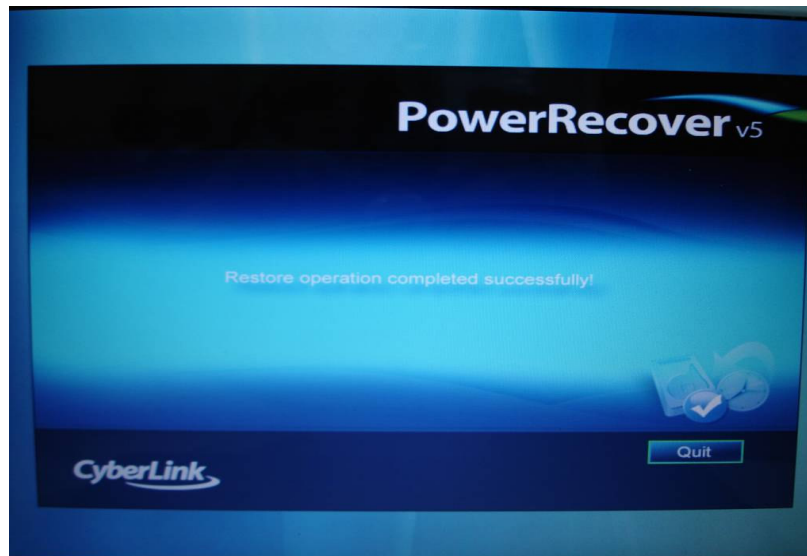 PowerRecover v5
Restore operation completed successfully!
Quit
CyberLink